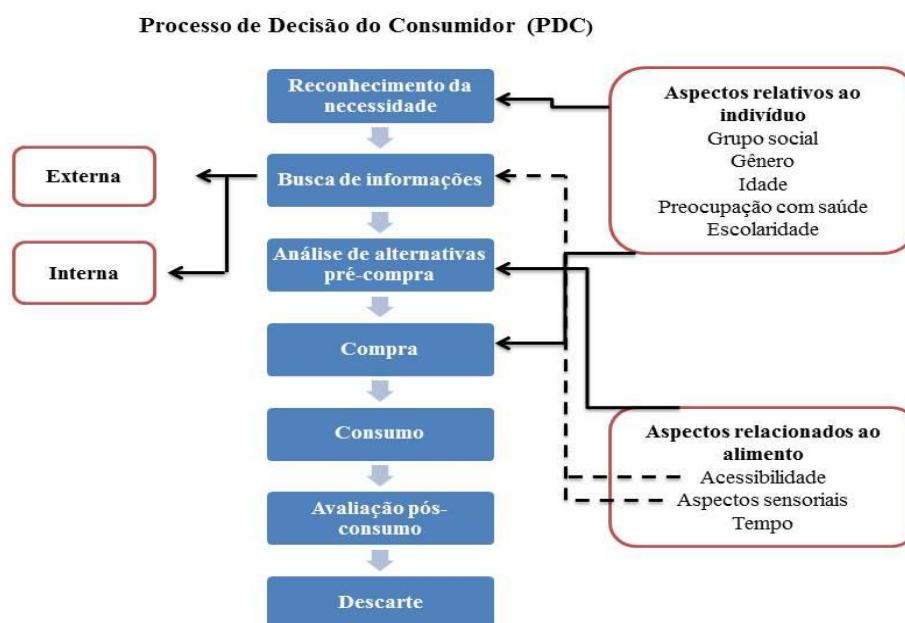 Processo de Decisão do Consumidor (PDC)
Reconhecimento da
necessidade
Busca de informações
Análise de alternativas
pré-compra
Compra
Consumo
Avaliação pós-
consumo
Descarte
Externa
Interna
Aspectos relativos ao
indivíduo
Grupo social
Gênero
Idade
Preocupação com saúde
Escolaridade
Aspectos relacionados ao
alimento
Acessibilidade
Aspectos sensoriais
Tempo